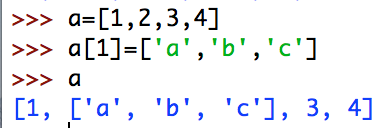 >>> a=[1,2,3,4]
>>> a[1]=['a','b','c']
>>> a
[1, ['a', 'b', 'c'], 3, 4]